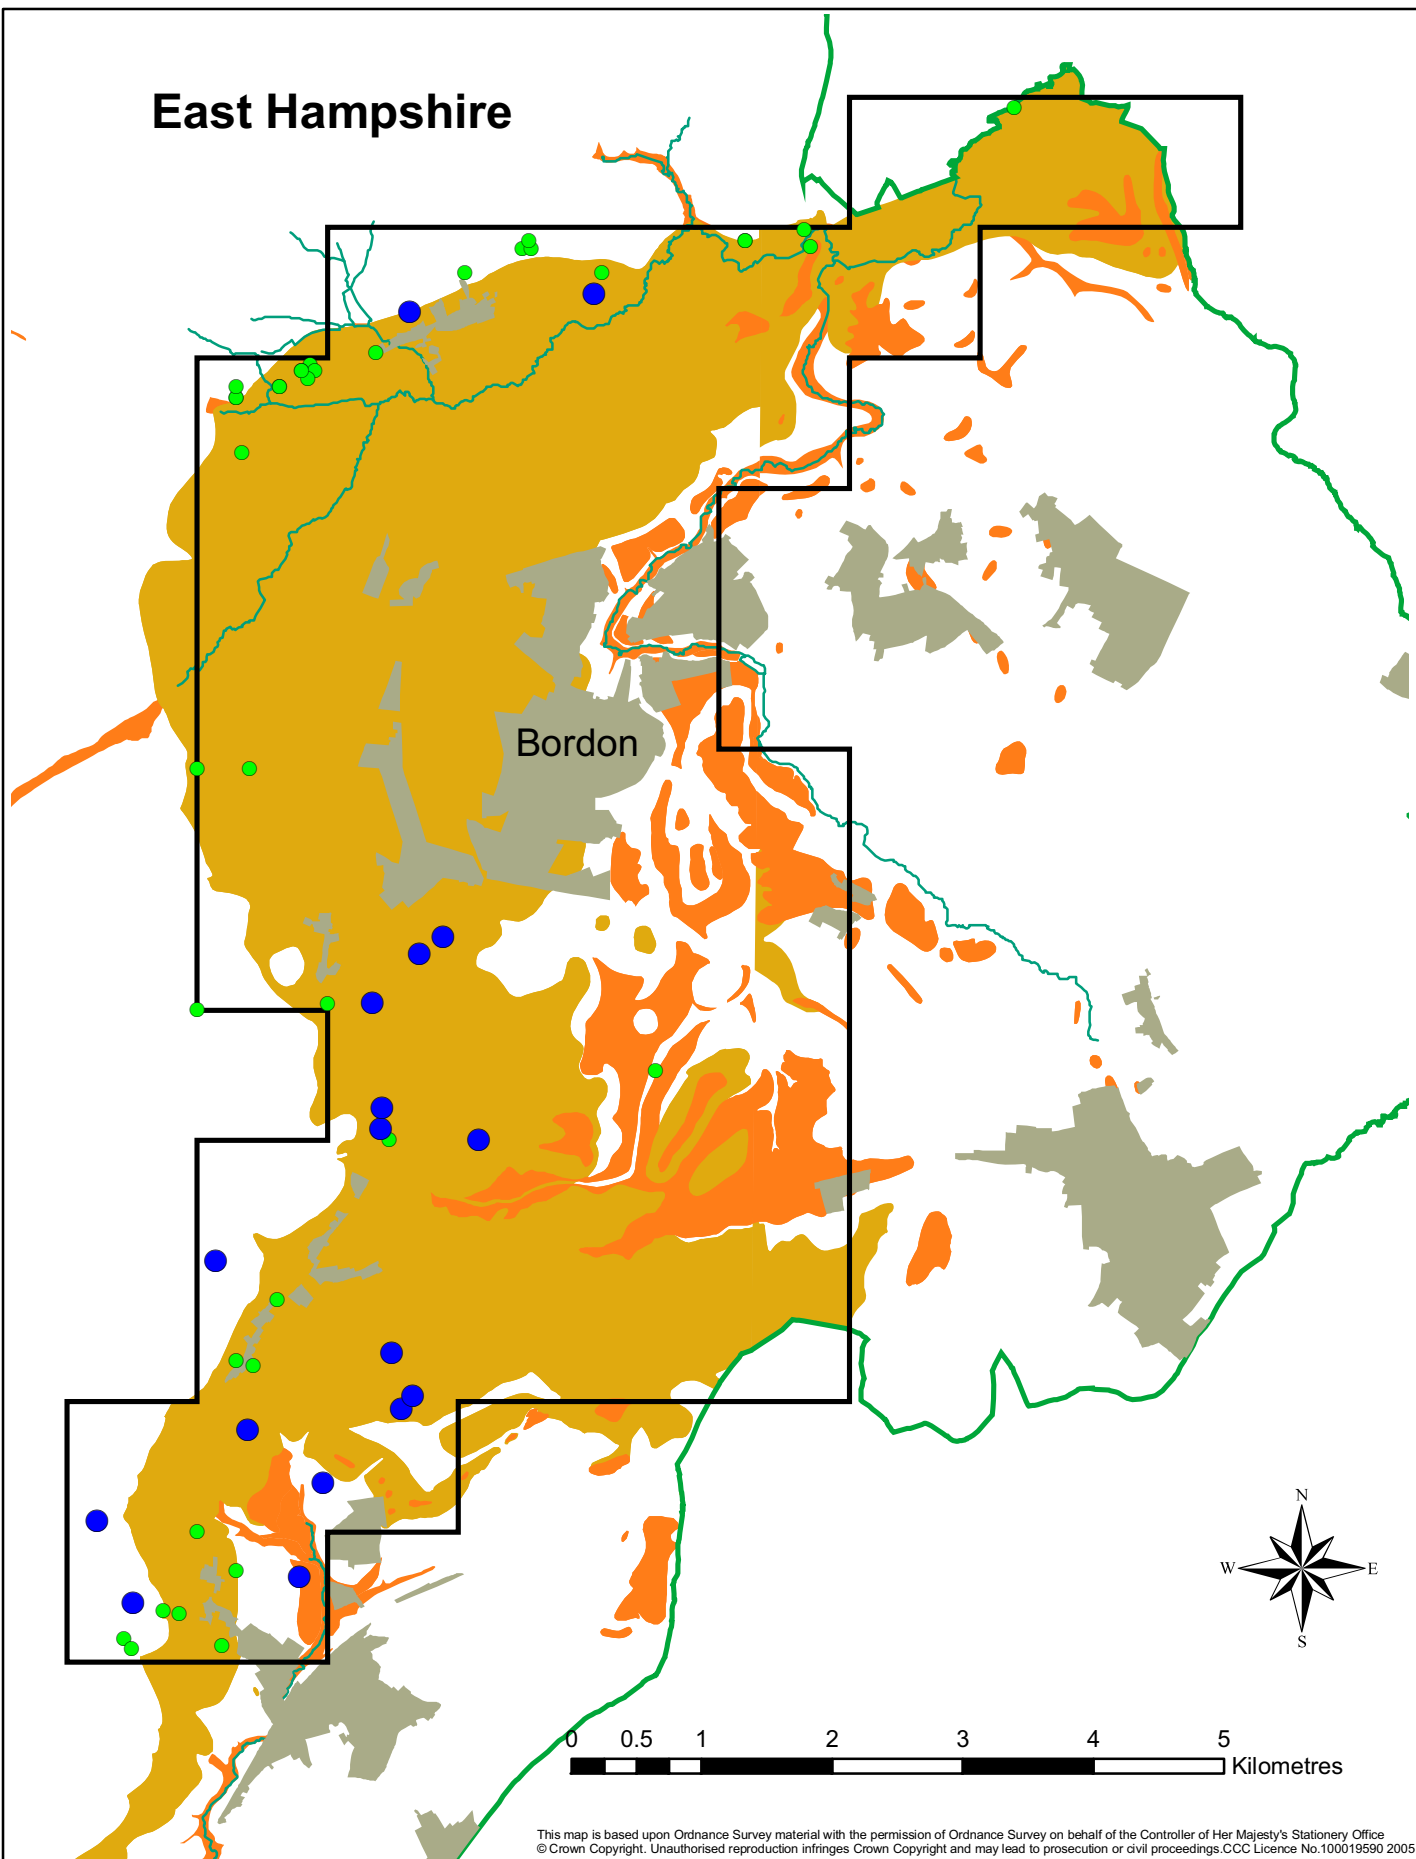 East Hampshire
Bordon
N
W E
S
0 0.5 1 2 3 4 5
Kilometres
This map is based upon Ordnance Survey material with the permission of Ordnance Survey on behalf of the Controller of Her Majesty's Stationery Office
© Crown Copyright. Unauthorised reproduction infringes Crown Copyright and may lead to prosecution or civil proceedings.CCC Licence No.100019590 2005